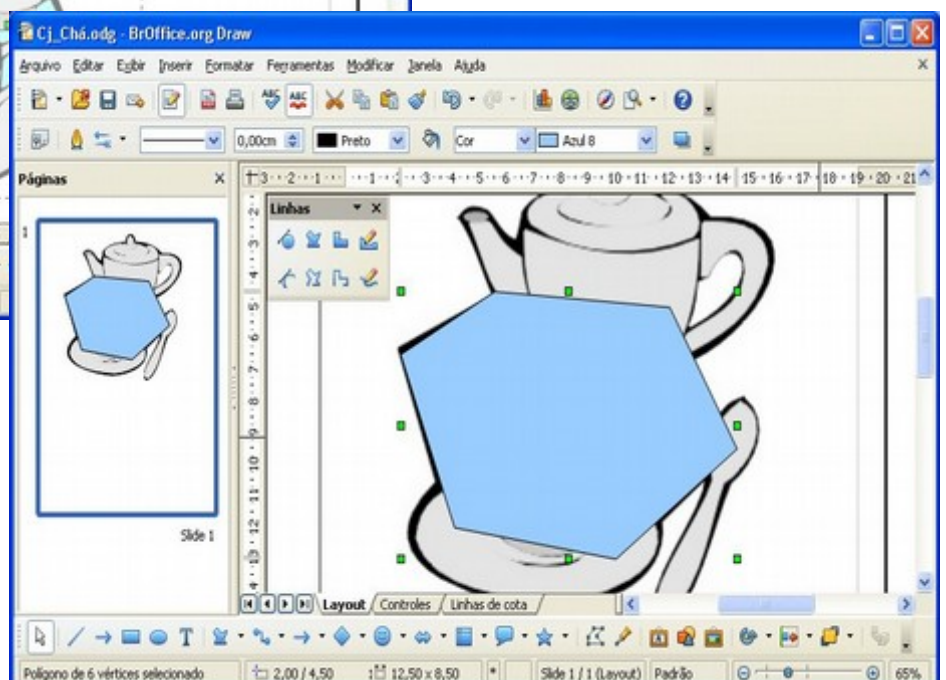 Cj_Chá.odg - BrOffice.org Draw
Arquivo Editar Exibir Inserir Formatar Ferramentas Modificar Janela Ajuda
0,00cm Preto Cor Azul 8
Páginas
Linhas
1
Slide 1
Layout Controles Linhas de cota
Polígono de 6 vértices selecionado 2,00 / 4,50 12,50 x 8,50 * Slide 1 / 1 (Layout) Padrão 65%